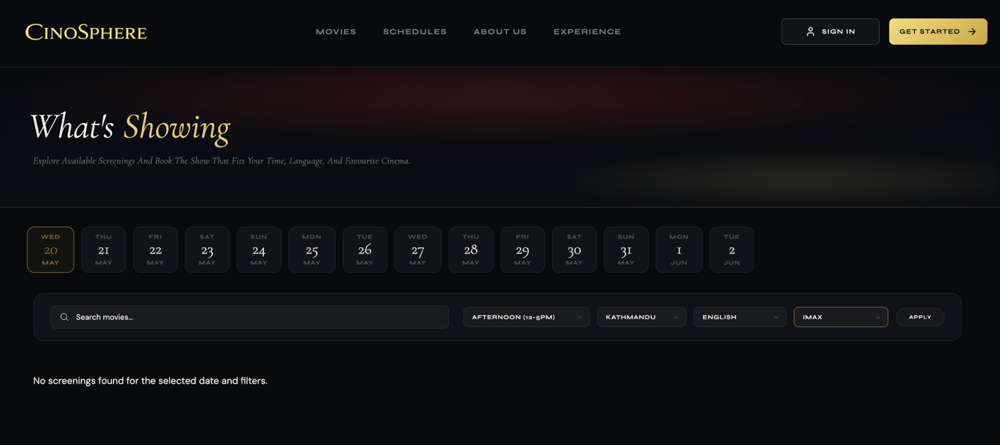 CINOSPHERE
MOVIES SCHEDULES ABOUT US EXPERIENCE
SIGN IN
GET STARTED
What's Showing
Explore Available Screenings And Book The Show That Fits Your Time, Language, And Favourite Cinema.
WED THU FRI SAT SUN MON TUE WED THU FRI SAT SUN MON TUE
20 21 22 23 24 25 26 27 28 29 30 31 1 2
MAY MAY MAY MAY MAY MAY MAY MAY MAY MAY MAY MAY JUN JUN
Search movies... AFTERNOON (12-5PM) KATHMANDU ENGLISH IMAX APPLY
No screenings found for the selected date and filters.